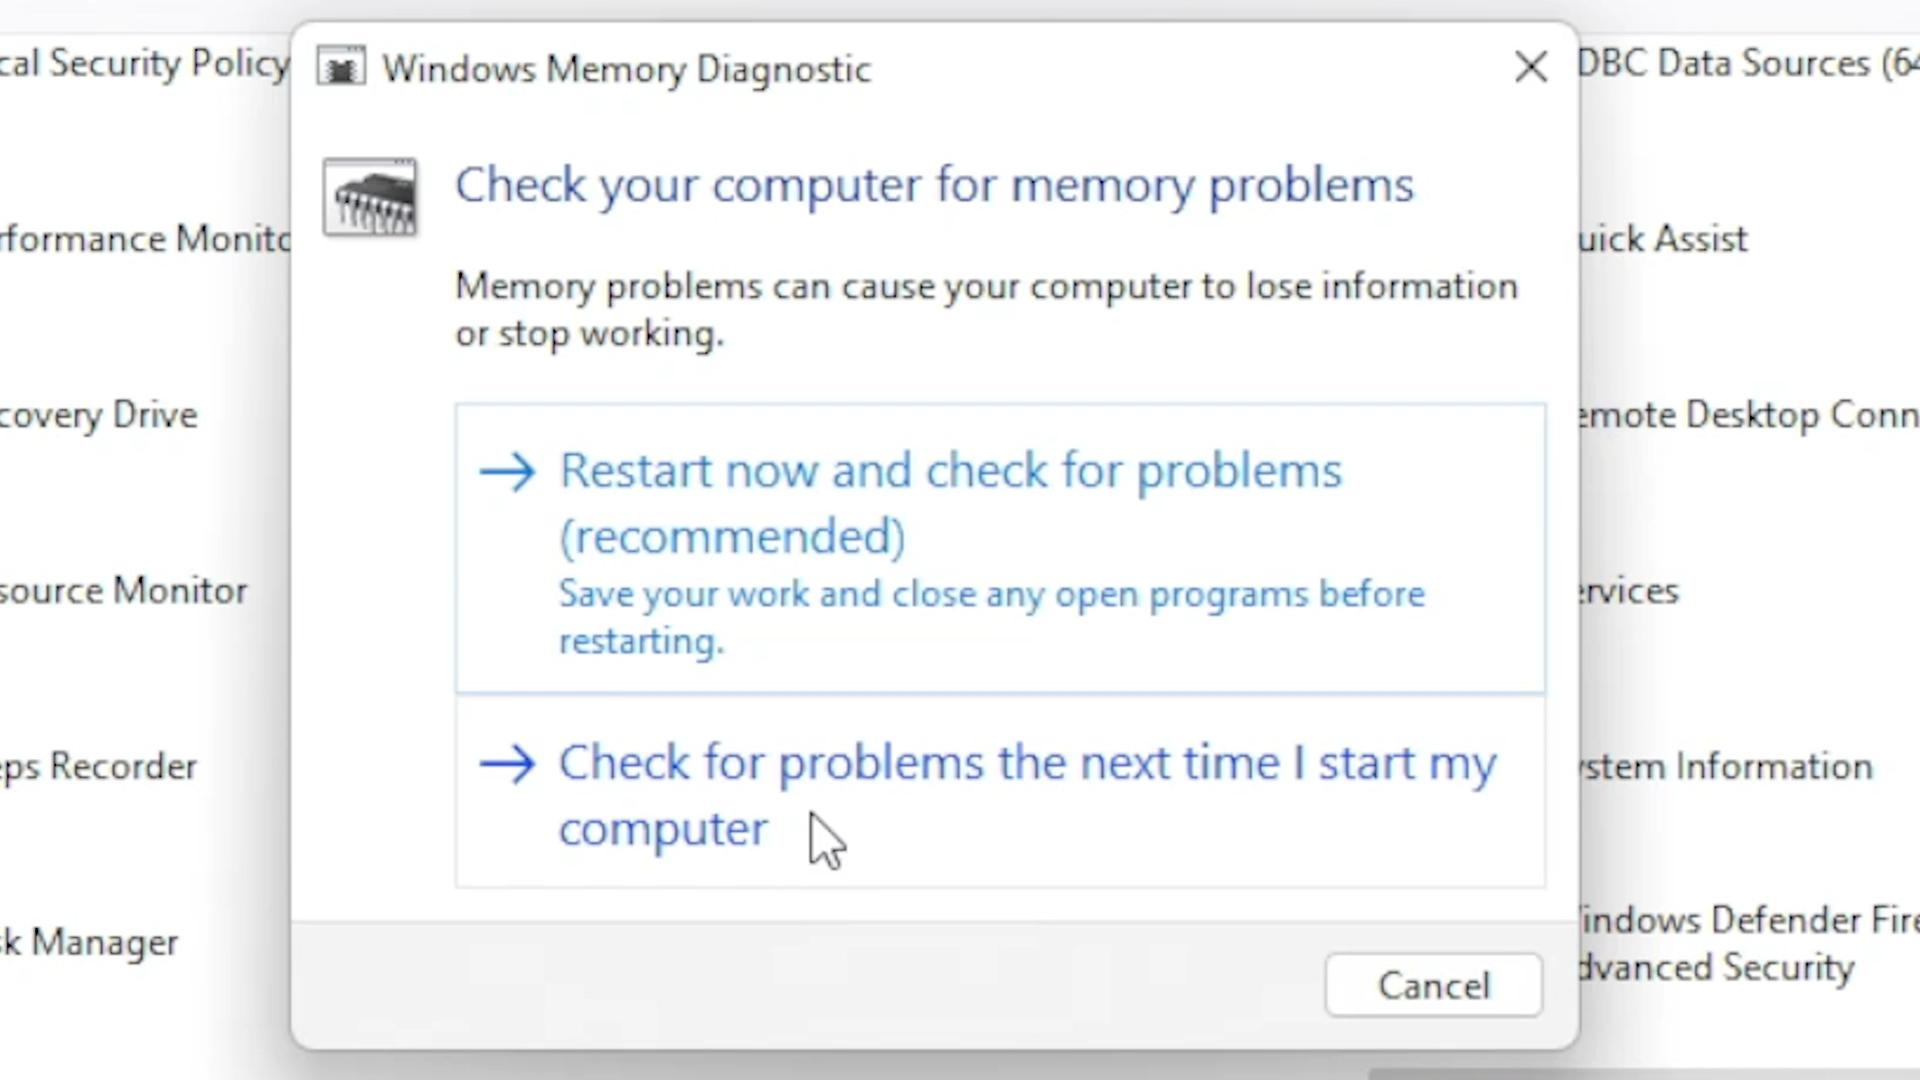 Windows Memory Diagnostic
Check your computer for memory problems
Memory problems can cause your computer to lose information
or stop working.
Restart now and check for problems
(recommended)
Save your work and close any open programs before
restarting.
Check for problems the next time I start my
computer
Cancel
cal Security Policy
rformance Monito
covery Drive
source Monitor
eps Recorder
sk Manager
DBC Data Sources (64
uick Assist
emote Desktop Conn
ervices
ystem Information
indows Defender Fire
dvanced Security